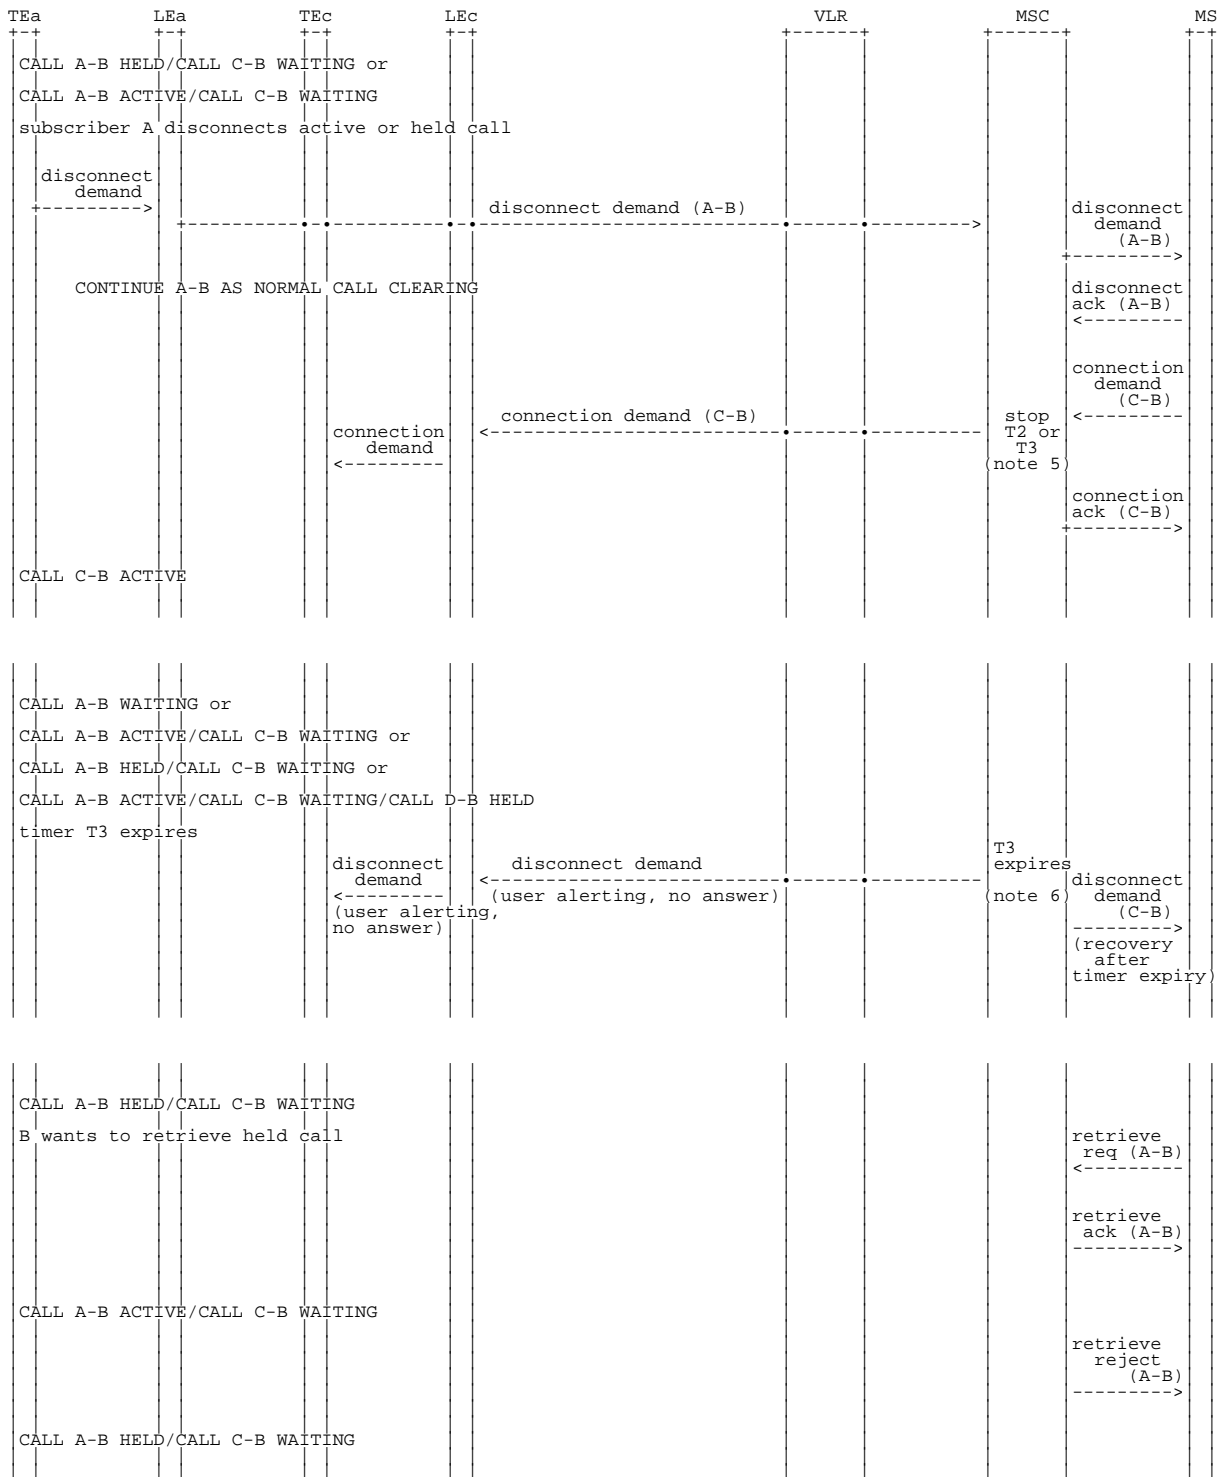 TEa LEa TEc LEc VLR MSC MS
CALL A-B HELD/CALL C-B WAITING or
CALL A-B ACTIVE/CALL C-B WAITING
subscriber A disconnects active or held call
disconnect
demand
disconnect demand (A-B)
disconnect
demand
(A-B)
CONTINUE A-B AS NORMAL CALL CLEARING
disconnect
ack (A-B)
connection
demand
(C-B)
connection demand (C-B)
stop
T2 or
T3
(note 5)
connection
demand
connection
ack (C-B)
CALL C-B ACTIVE
CALL A-B WAITING or
CALL A-B ACTIVE/CALL C-B WAITING or
CALL A-B HELD/CALL C-B WAITING or
CALL A-B ACTIVE/CALL C-B WAITING/CALL D-B HELD
timer T3 expires
T3
expires
(note 6)
disconnect demand
(user alerting, no answer)
disconnect
demand
(user alerting,
no answer)
disconnect
demand
(C-B)
(recovery
after
timer expiry)
CALL A-B HELD/CALL C-B WAITING
B wants to retrieve held call
retrieve
req (A-B)
retrieve
ack (A-B)
CALL A-B ACTIVE/CALL C-B WAITING
retrieve
reject
(A-B)
CALL A-B HELD/CALL C-B WAITING